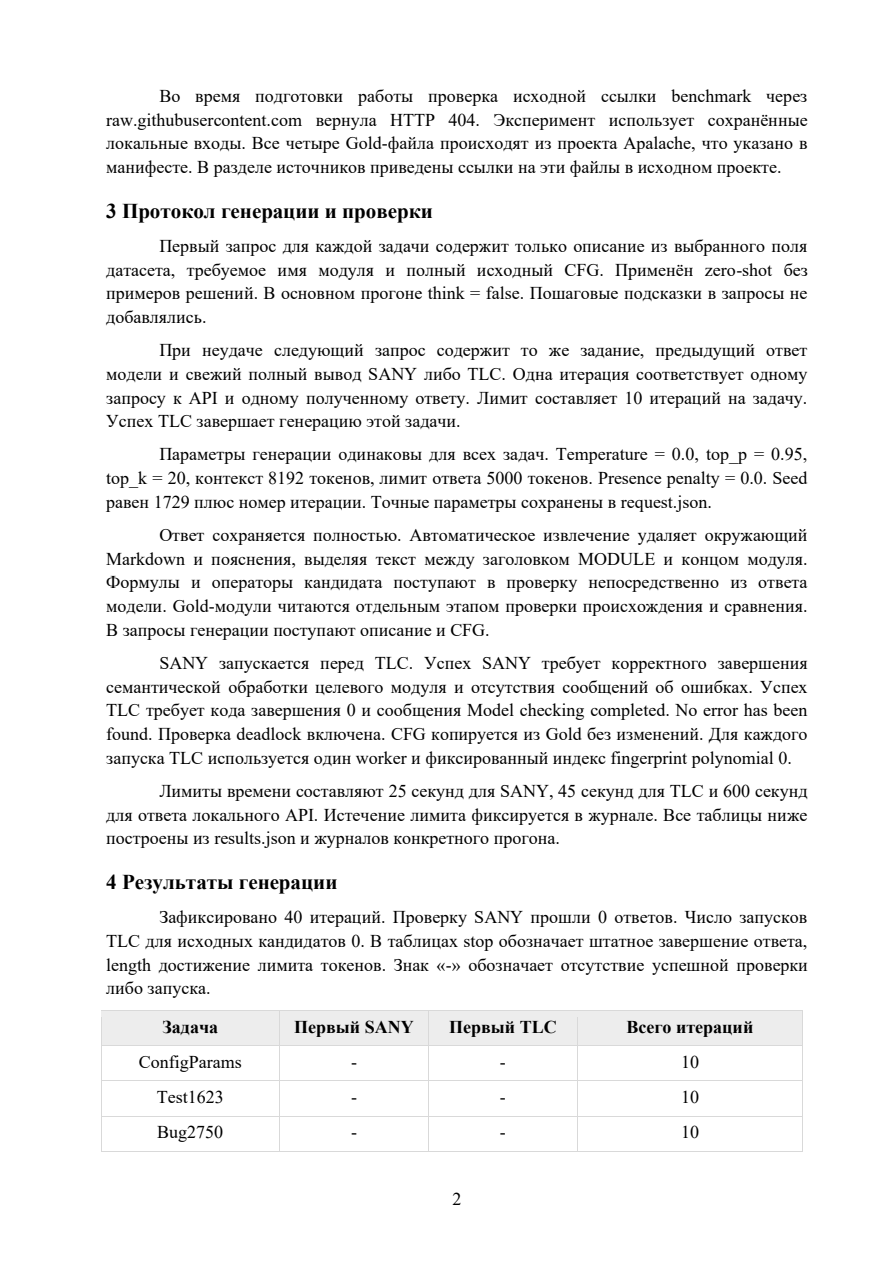 Во время подготовки работы проверка исходной ссылки benchmark через
raw.githubusercontent.com вернула HTTP 404. Эксперимент использует сохранённые
локальные входы. Все четыре Gold-файла происходят из проекта Apalache, что указано в
манифесте. В разделе источников приведены ссылки на эти файлы в исходном проекте.
3 Протокол генерации и проверки
Первый запрос для каждой задачи содержит только описание из выбранного поля
датасета, требуемое имя модуля и полный исходный CFG. Применён zero-shot без
примеров решений. В основном прогоне think = false. Пошаговые подсказки в запросы не
добавлялись.
При неудаче следующий запрос содержит то же задание, предыдущий ответ
модели и свежий полный вывод SANY либо TLC. Одна итерация соответствует одному
запросу к API и одному полученному ответу. Лимит составляет 10 итераций на задачу.
Успех TLC завершает генерацию этой задачи.
Параметры генерации одинаковы для всех задач. Temperature = 0.0, top_p = 0.95,
top_k = 20, контекст 8192 токенов, лимит ответа 5000 токенов. Presence penalty = 0.0. Seed
равен 1729 плюс номер итерации. Точные параметры сохранены в request.json.
Ответ сохраняется полностью. Автоматическое извлечение удаляет окружающий
Markdown и пояснения, выделяя текст между заголовком MODULE и концом модуля.
Формулы и операторы кандидата поступают в проверку непосредственно из ответа
модели. Gold-модули читаются отдельным этапом проверки происхождения и сравнения.
В запросы генерации поступают описание и CFG.
SANY запускается перед TLC. Успех SANY требует корректного завершения
семантической обработки целевого модуля и отсутствия сообщений об ошибках. Успех
TLC требует кода завершения 0 и сообщения Model checking completed. No error has been
found. Проверка deadlock включена. CFG копируется из Gold без изменений. Для каждого
запуска TLC используется один worker и фиксированный индекс fingerprint polynomial 0.
Лимиты времени составляют 25 секунд для SANY, 45 секунд для TLC и 600 секунд
для ответа локального API. Истечение лимита фиксируется в журнале. Все таблицы ниже
построены из results.json и журналов конкретного прогона.
4 Результаты генерации
Зафиксировано 40 итераций. Проверку SANY прошли 0 ответов. Число запусков
TLC для исходных кандидатов 0. В таблицах stop обозначает штатное завершение ответа,
length достижение лимита токенов. Знак «-» обозначает отсутствие успешной проверки
либо запуска.
Задача Первый SANY Первый TLC Всего итераций
ConfigParams - - 10
Test1623 - - 10
Bug2750 - - 10
2